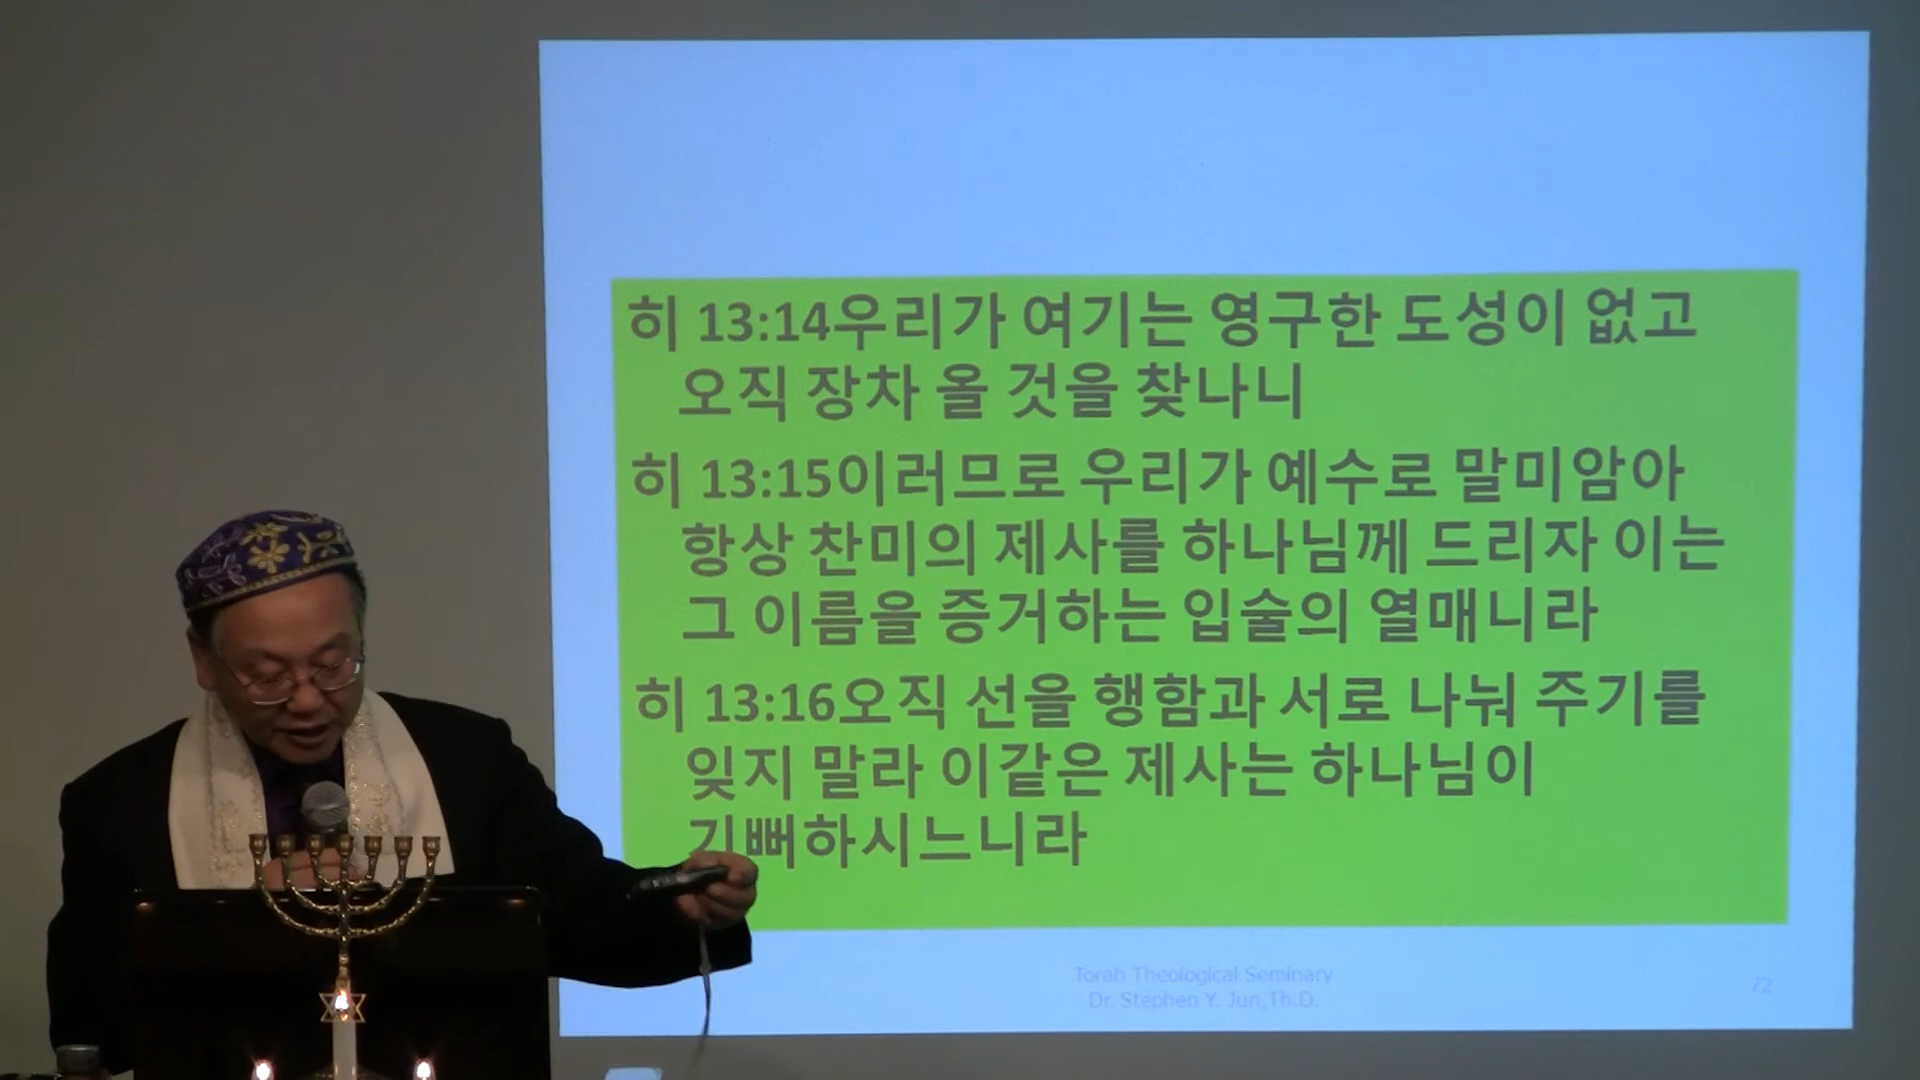 히 13:14우리가 여기는 영구한 도성이 없고
오직 장차 올 것을 찾나니
히 13:15이러므로 우리가 예수로 말미암아
항상 찬미의 제사를 하나님께 드리자 이는
그 이름을 증거하는 입술의 열매니라
히 13:16오직 선을 행함과 서로 나눠 주기를
잊지 말라 이같은 제사는 하나님이
기뻐하시느니라
Torah Theological Seminary
Dr. Stephen Y. Jun,Th.D.
72